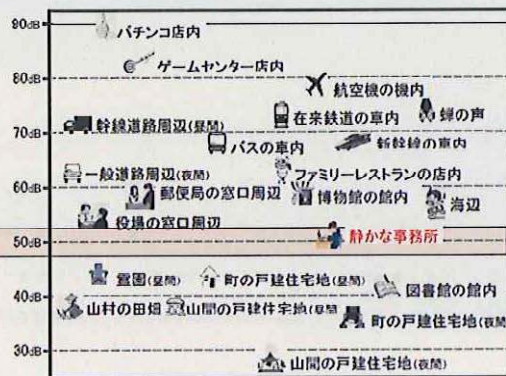 90dB
パチンコ店内
ゲームセンター店内
80dB
航空機の機内
在来鉄道の車内
蝉の声
幹線道路周辺(昼間)
70dB
バスの車内
新幹線の車内
一般道路周辺(夜間)
ファミリーレストランの店内
60dB
郵便局の窓口周辺
博物館の館内
海辺
役場の窓口周辺
静かな事務所
50dB
霊園(昼間)
町の戸建住宅地(昼間)
図書館の館内
40dB
山村の田畑
山間の戸建住宅地(昼間
町の戸建住宅地(夜間
30dB
山間の戸建住宅地(夜間)